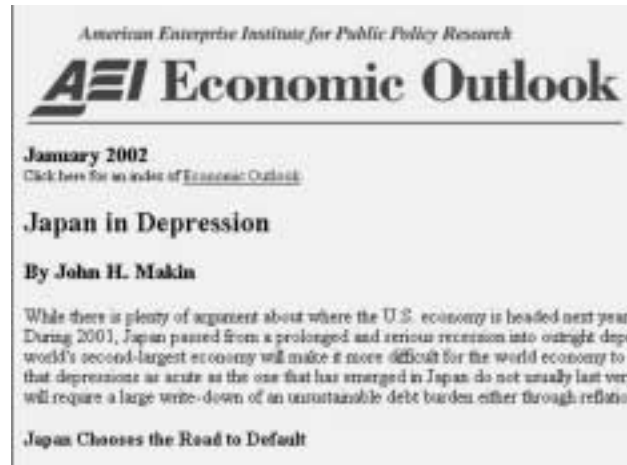 American Enterprise Institute for Public Policy Research
AEI Economic Outlook
January 2002
Click here for an index of Economic Outlook
Japan in Depression
By John H. Makin
While there is plenty of argument about where the U.S. economy is headed next year
During 2001, Japan passed from a prolonged and serious recession into outright dep
world's second-largest economy will make it more difficult for the world economy to
that depressions as acute as the one that has emerged in Japan do not usually last ver
will require a large write-down of an unsustainable debt burden either through reflatio
Japan Chooses the Road to Default